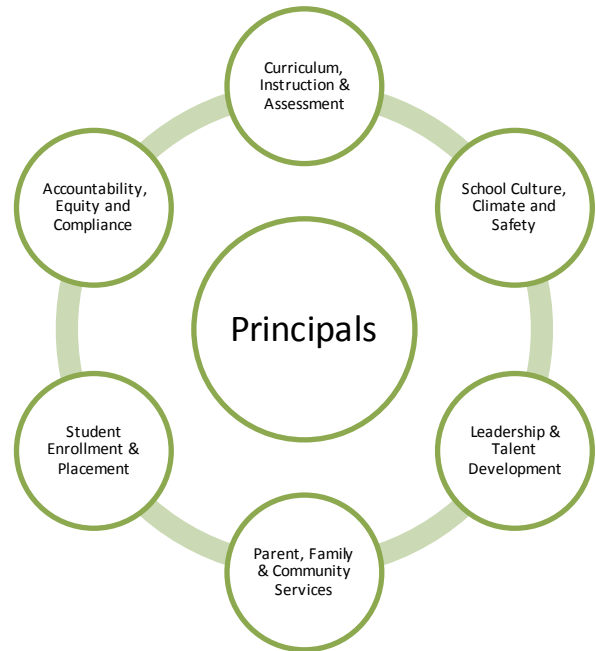 Curriculum,
Instruction &
Assessment
School Culture,
Climate and
Safety
Leadership &
Talent
Development
Parent, Family
& Community
Services
Student
Enrollment &
Placement
Accountability,
Equity and
Compliance
Principals